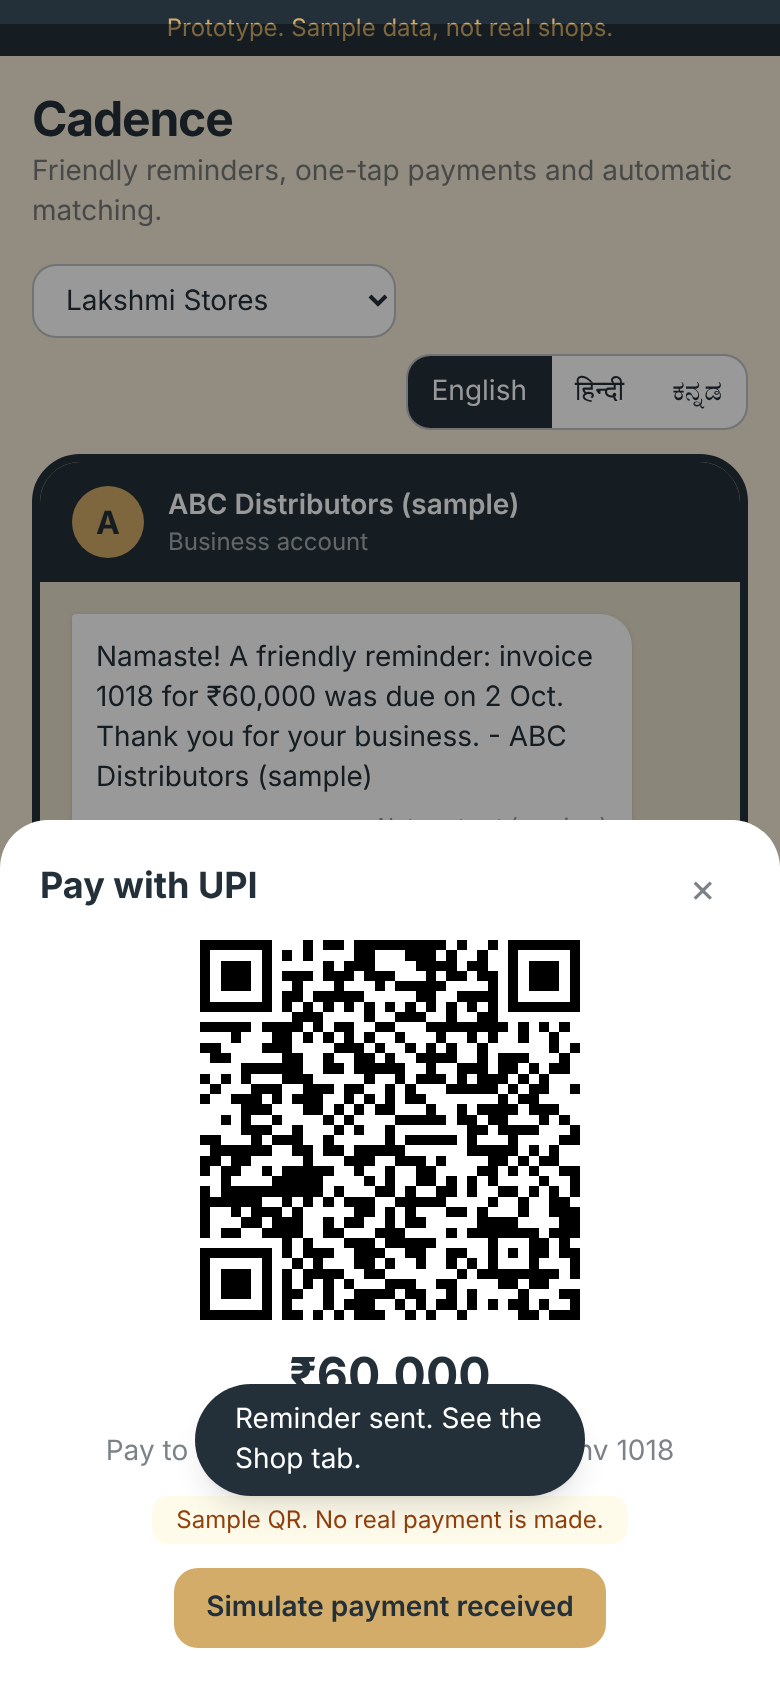 Prototype. Sample data, not real shops.
Cadence
Friendly reminders, one-tap payments and automatic
matching.
Lakshmi Stores
English
हिन्दी
ಕನ್ನಡ
A
ABC Distributors (sample)
Business account
Namaste! A friendly reminder: invoice
1018 for ₹60,000 was due on 2 Oct.
Thank you for your business. - ABC
Distributors (sample)
Pay with UPI
₹60,000
Reminder sent. See the
Shop tab.
Pay to
1018
Sample QR. No real payment is made.
Simulate payment received